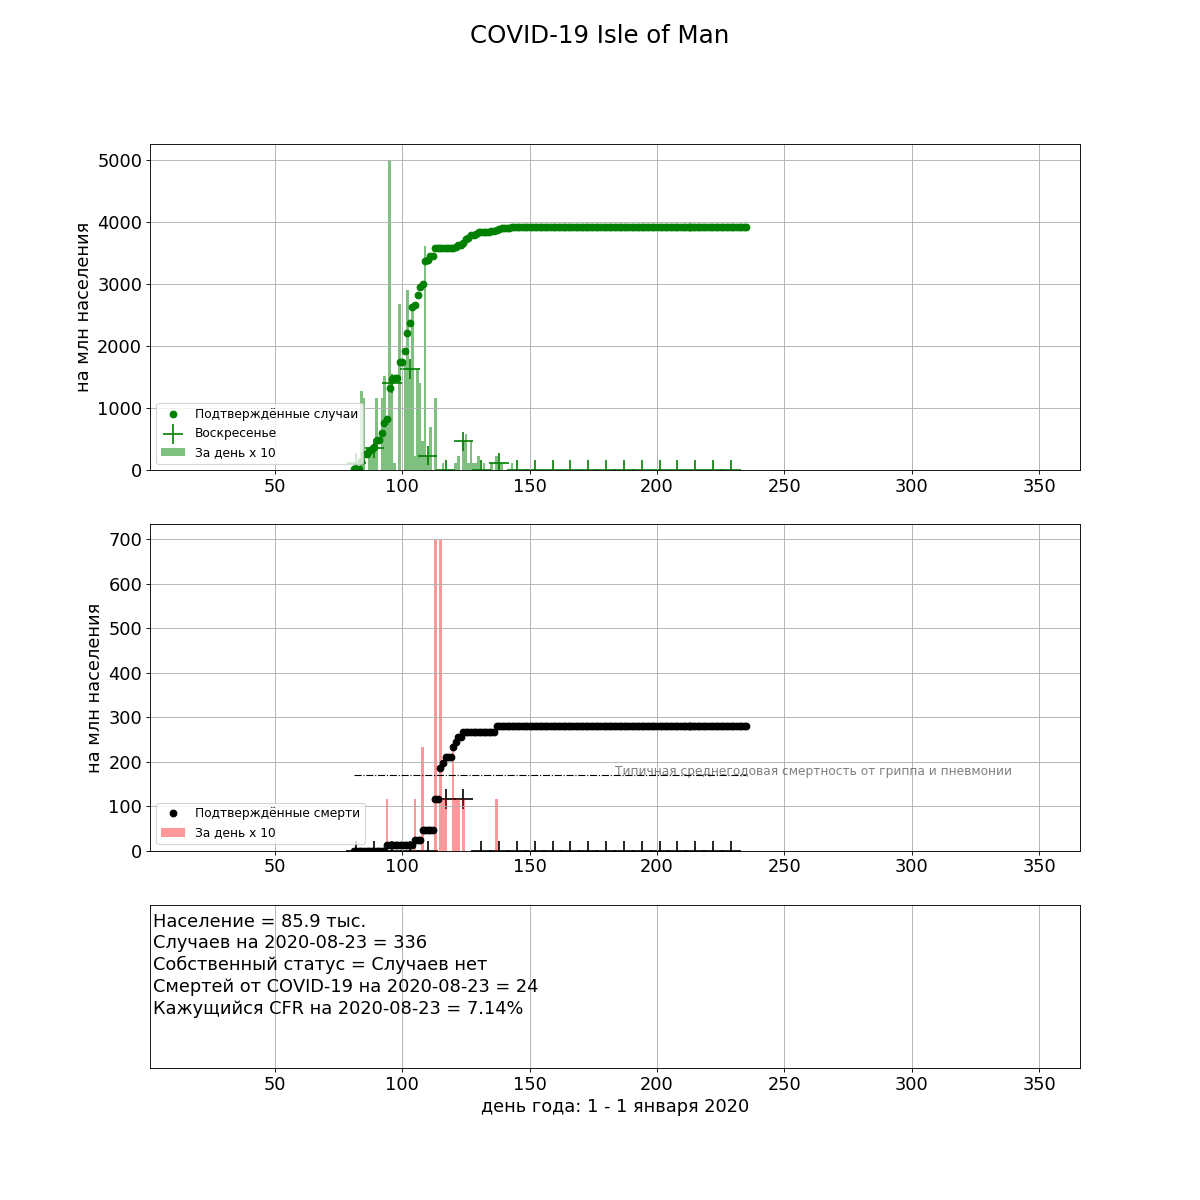 COVID-19 Isle of Man
5000
4000
3000
2000
1000
0
на млн населения
Подтверждённые случаи
Воскресенье
За день x 10
50 100 150 200 250 300 350
700
600
500
400
300
200
100
0
на млн населения
Типичная среднегодовая смертность от гриппа и пневмонии
Подтверждённые смерти
За день x 10
50 100 150 200 250 300 350
Население = 85.9 тыс.
Случаев на 2020-08-23 = 336
Собственный статус = Случаев нет
Смертей от COVID-19 на 2020-08-23 = 24
Кажущийся CFR на 2020-08-23 = 7.14%
50 100 150 200 250 300 350
день года: 1 - 1 января 2020